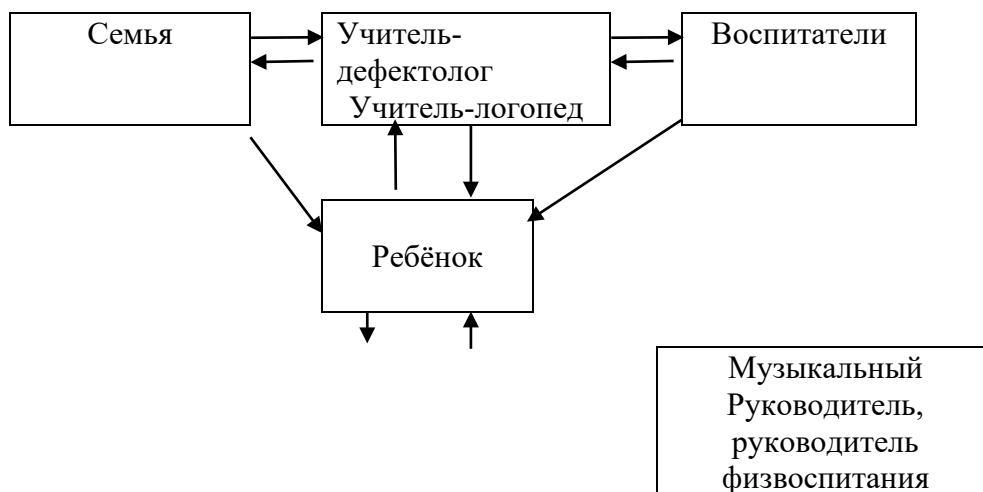 Семья
Учитель-
дефектолог
Учитель-логопед
Воспитатели
Ребёнок
Музыкальный
Руководитель,
руководитель
физвоспитания